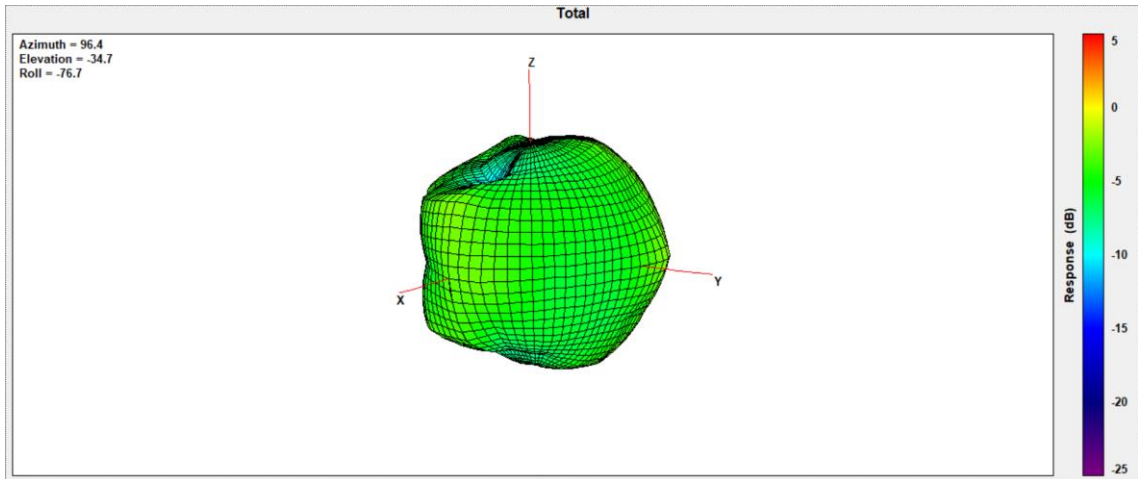 Total
Azimuth = 96.4
Elevation = -34.7
Roll = -76.7
Z
Y
X
5
0
-5
-10
-15
-20
-25
Response (dB)